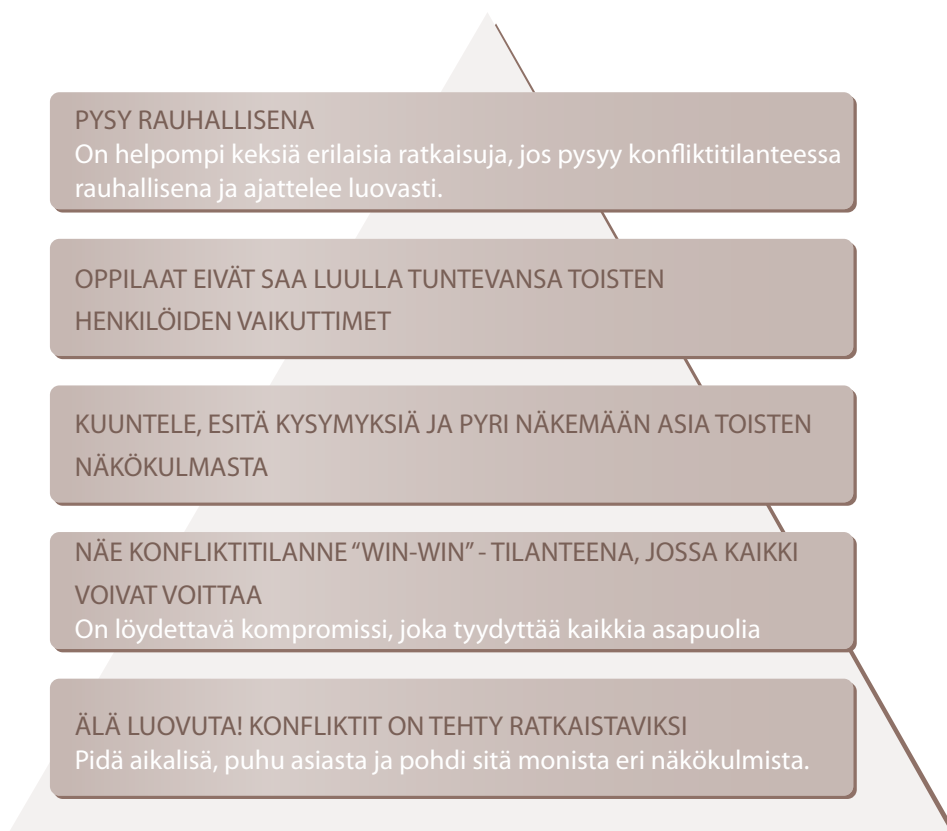 PYSY RAUHALLISENA
On helpompi keksiä erilaisia ratkaisuja, jos pysyy konfliktitilanteessa
rauhallisena ja ajattelee luovasti.
OPPILAAT EIVÄT SAA LUULLA TUNTEVANSA TOISTEN
HENKILÖIDEN VAIKUTTIMET
KUUNTELE, ESITÄ KYSYMYKSIÄ JA PYRI NÄKEMÄÄN ASIA TOISTEN
NÄKÖKULMASTA
NÄE KONFLIKTITILANNE “WIN-WIN” - TILANTEENA, JOSSA KAIKKI
VOIVAT VOITTAA
On löydettävä kompromissi, joka tyydyttää kaikkia asapuolia
ÄLÄ LUOVUTA! KONFLIKTIT ON TEHTY RATKAISTAVIKSI
Pidä aikalisä, puhu asiasta ja pohdi sitä monista eri näkökulmista.